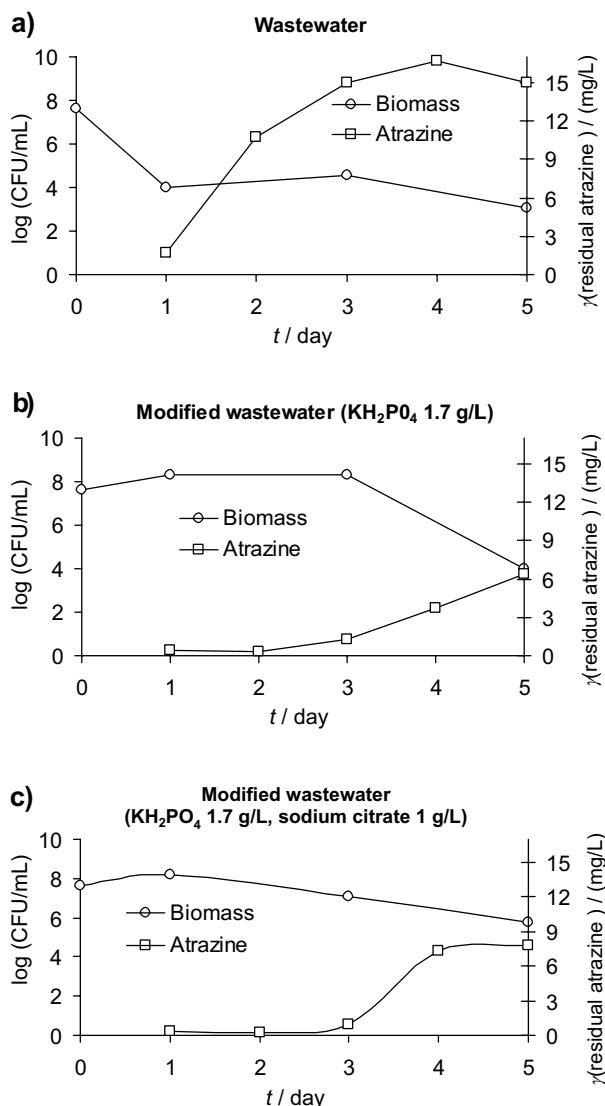 a)
Wastewater
log (CFU/mL)
10
8
6
4
2
0
Biomass
Atrazine
15
12
9
6
3
0
γ(residual atrazine ) / (mg/L)
0 1 2 3 4 5
t / day
b)
Modified wastewater (KH2P04 1.7 g/L)
log (CFU/mL)
10
8
6
4
2
0
Biomass
Atrazine
15
12
9
6
3
0
γ(residual atrazine ) / (mg/L)
0 1 2 3 4 5
t / day
c)
Modified wastewater
(KH2PO4 1.7 g/L, sodium citrate 1 g/L)
log (CFU/mL)
10
8
6
4
2
0
Biomass
Atrazine
15
12
9
6
3
0
γ(residual atrazine ) / (mg/L)
0 1 2 3 4 5
t / day